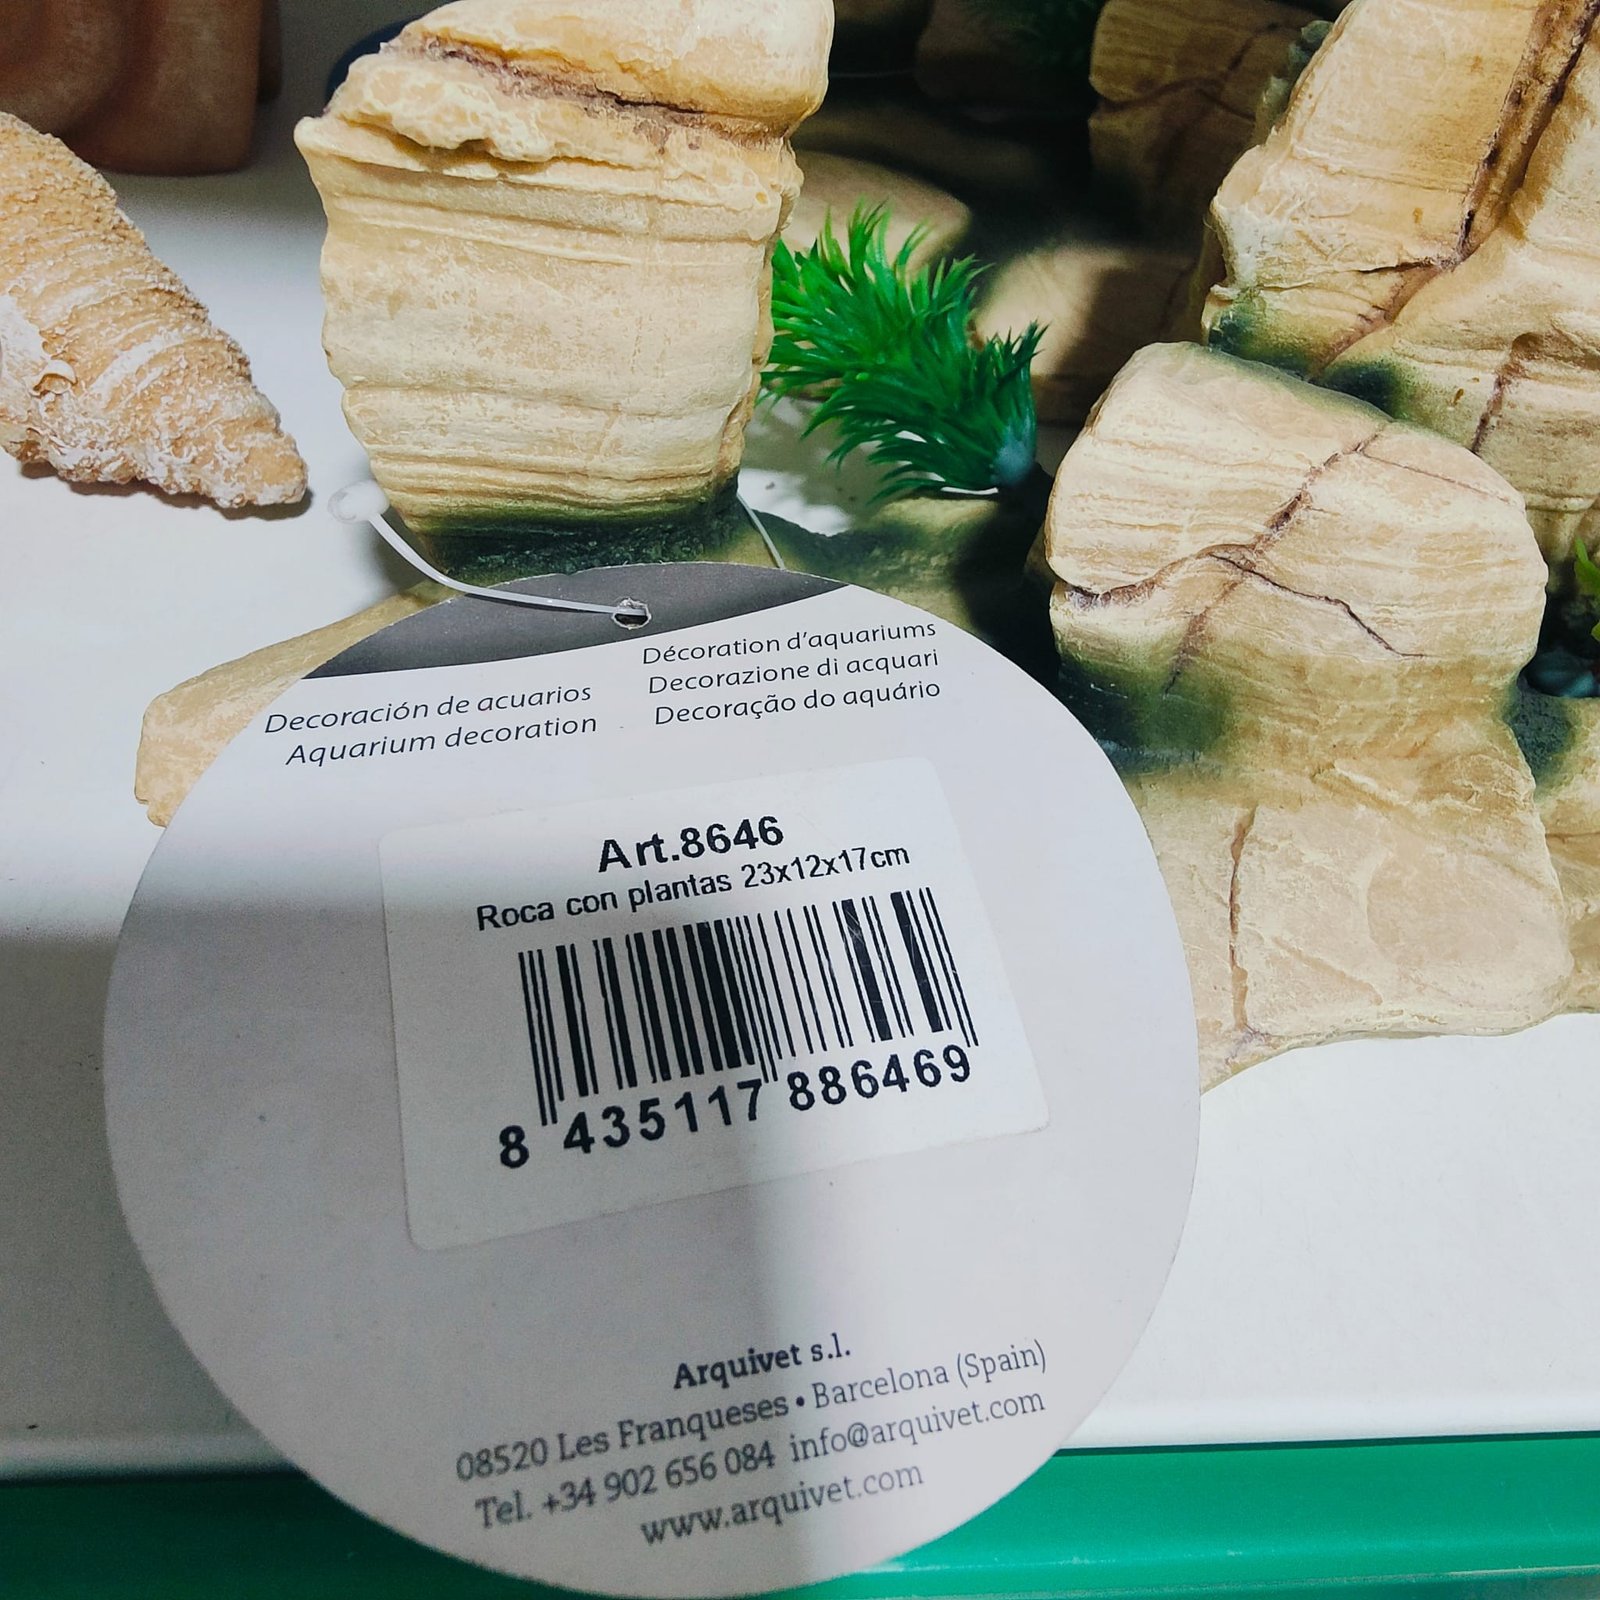 Decoración de acuarios
Aquarium decoration
Décoration d'aquariums
Decorazione di acquari
Decoração do aquário
Art.8646
Roca con plantas 23x12x17cm
8 435117 886469
Arquivet s.l.
08520 Les Franqueses • Barcelona (Spain)
Tel. +34 902 656 084 info@arquivet.com
www.arquivet.com